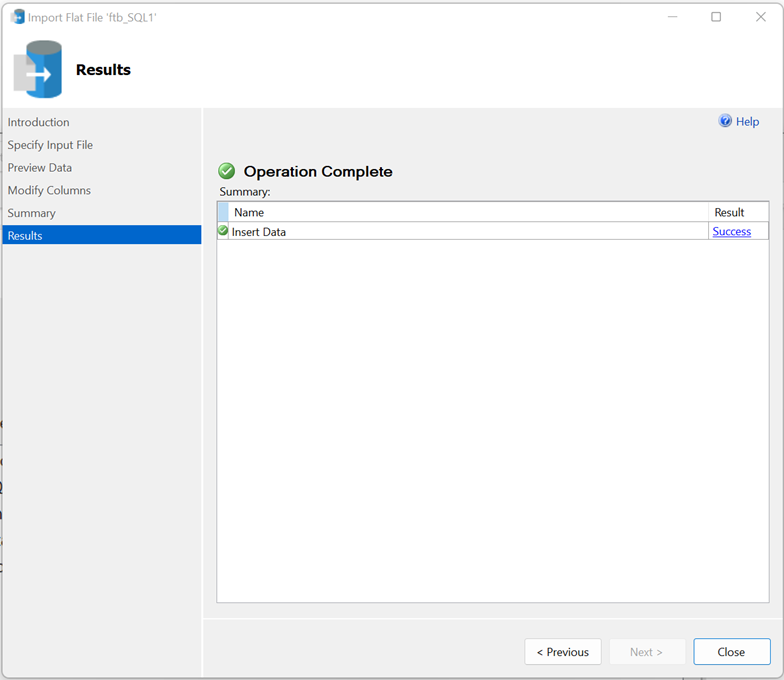 Import Flat File 'ftb_SQL1'
Results
Introduction
Specify Input File
Preview Data
Modify Columns
Summary
Results
Help
Operation Complete
Summary:
Name Result
Insert Data Success
< Previous Next > Close